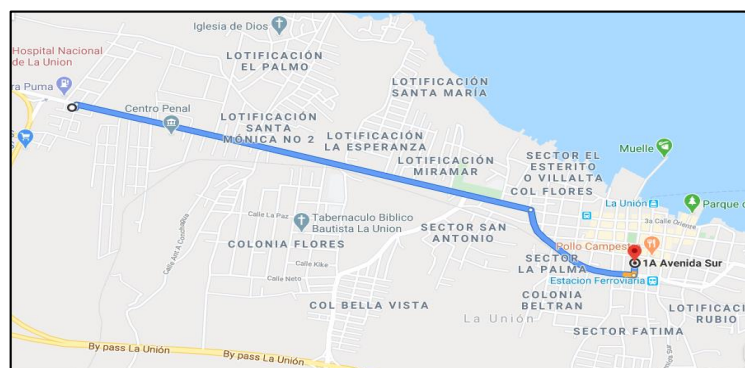 Iglesia de Dios
Hospital Nacional
de La Union
LOTIFICACIÓN
EL PALMO
LOTIFICACIÓN
SANTA MARÍA
ra Puma
Centro Penal
LOTIFICACIÓN
SANTA
MÓNICA NO 2
LOTIFICACIÓN
LA ESPERANZA
LOTIFICACIÓN
MIRAMAR
SECTOR EL
ESTERITO
O VILLALTA
COL FLORES
Muelle
La Unión
Parque d
3a Calle Oriente
Calle La Paz
Tabernaculo Biblico
Bautista La Union
SECTOR SAN
ANTONIO
Pollo Campest
COLONIA FLORES
Calle Kike
Calle Neto
SECTOR
LA PALMA
1A Avenida Sur
Estacion Ferroviaria
COL BELLA VISTA
COLONIA
BELTRAN
La Unión
LOTIFICACI
RUBIO
SECTOR FATIMA
By pass La Unión
By pass La Unión